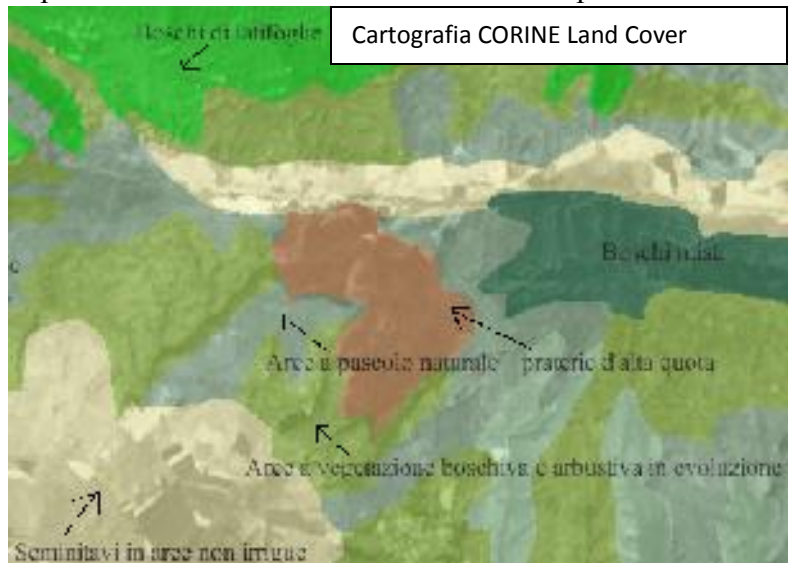 Boschi di latifoglie
Cartografia CORINE Land Cover
Boschi misti
Aree a pascolo naturale
praterie d'alta quota
Aree a vegetazione boschiva e arbustiva in evoluzione
Seminitavi in aree non irrigue